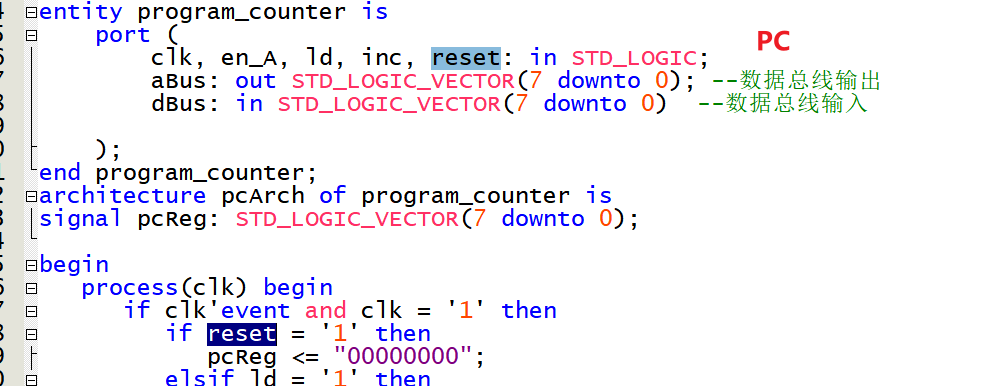 entity program_counter is
port (
PC
clk, en_A, ld, inc, reset: in STD_LOGIC;
aBus: out STD_LOGIC_VECTOR(7 downto 0); --数据总线输出
dBus: in STD_LOGIC_VECTOR(7 downto 0) --数据总线输入
);
end program_counter;
architecture pcArch of program_counter is
signal pcReg: STD_LOGIC_VECTOR(7 downto 0);
begin
process(clk) begin
if clk'event and clk = '1' then
if reset = '1' then
pcReg <= "00000000";
elsif ld = '1' then